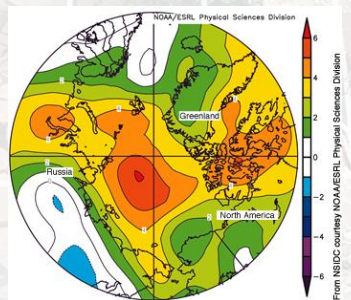 NOAA/ESRL Physical Sciences Division
Greenland
Russia
North America
6
4
2
0
-2
-4
-6
From NSIDC courtesy NOAA/ESRL Physical Sciences Division